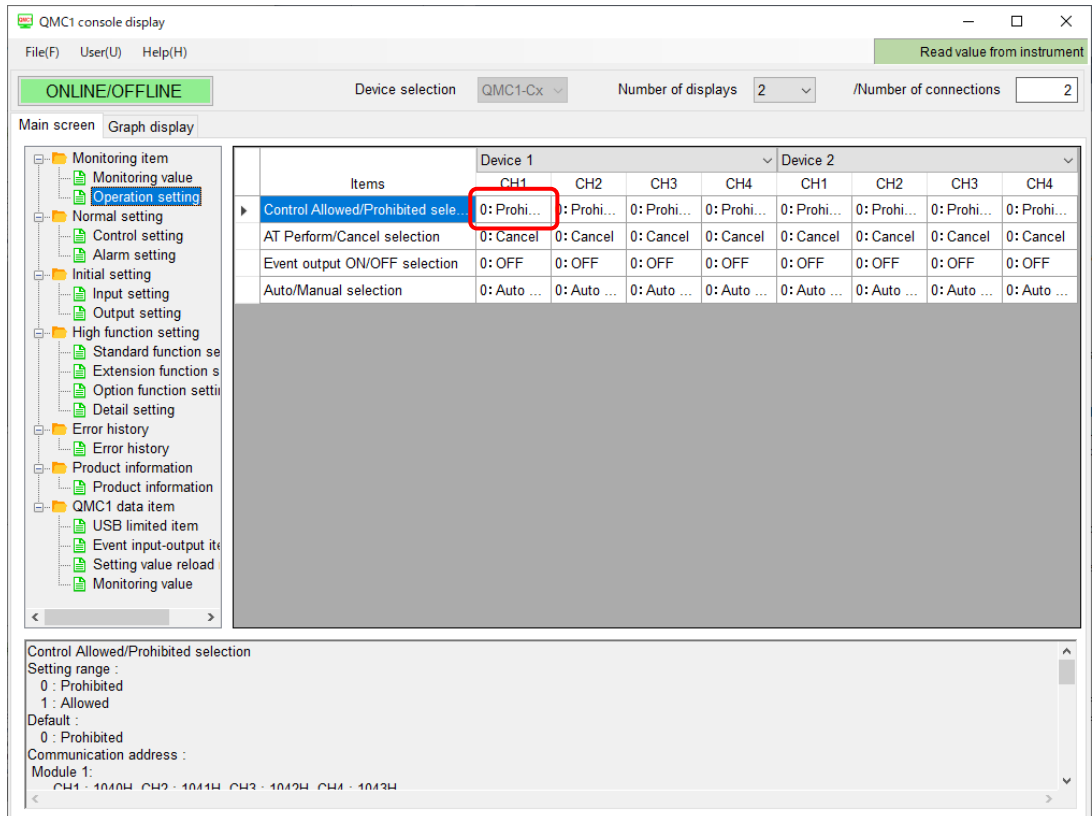 QMC1 console display
File(F) User(U) Help(H) Read value from instrument
ONLINE/OFFLINE Device selection QMC1-Cx Number of displays 2 /Number of connections 2
Main screen Graph display
Monitoring item
Monitoring value
Operation setting
Normal setting
Control setting
Alarm setting
Initial setting
Input setting
Output setting
High function setting
Standard function se
Extension function s
Option function settin
Detail setting
Error history
Error history
Product information
Product information
QMC1 data item
USB limited item
Event input-output ite
Setting value reload
Monitoring value
Device 1 Device 2
Items CH1 CH2 CH3 CH4 CH1 CH2 CH3 CH4
Control Allowed/Prohibited sele... 0: Prohi... 0: Prohi... 0: Prohi... 0: Prohi... 0: Prohi... 0: Prohi... 0: Prohi... 0: Prohi...
AT Perform/Cancel selection 0: Cancel 0: Cancel 0: Cancel 0: Cancel 0: Cancel 0: Cancel 0: Cancel 0: Cancel
Event output ON/OFF selection 0: OFF 0: OFF 0: OFF 0: OFF 0: OFF 0: OFF 0: OFF 0: OFF
Auto/Manual selection 0: Auto ... 0: Auto ... 0: Auto ... 0: Auto ... 0: Auto ... 0: Auto ... 0: Auto ... 0: Auto ...
Control Allowed/Prohibited selection
Setting range :
0 : Prohibited
1 : Allowed
Default :
0 : Prohibited
Communication address :
Module 1:
CH1 : 1040H, CH2 : 1041H, CH3 : 1042H, CH4 : 1043H